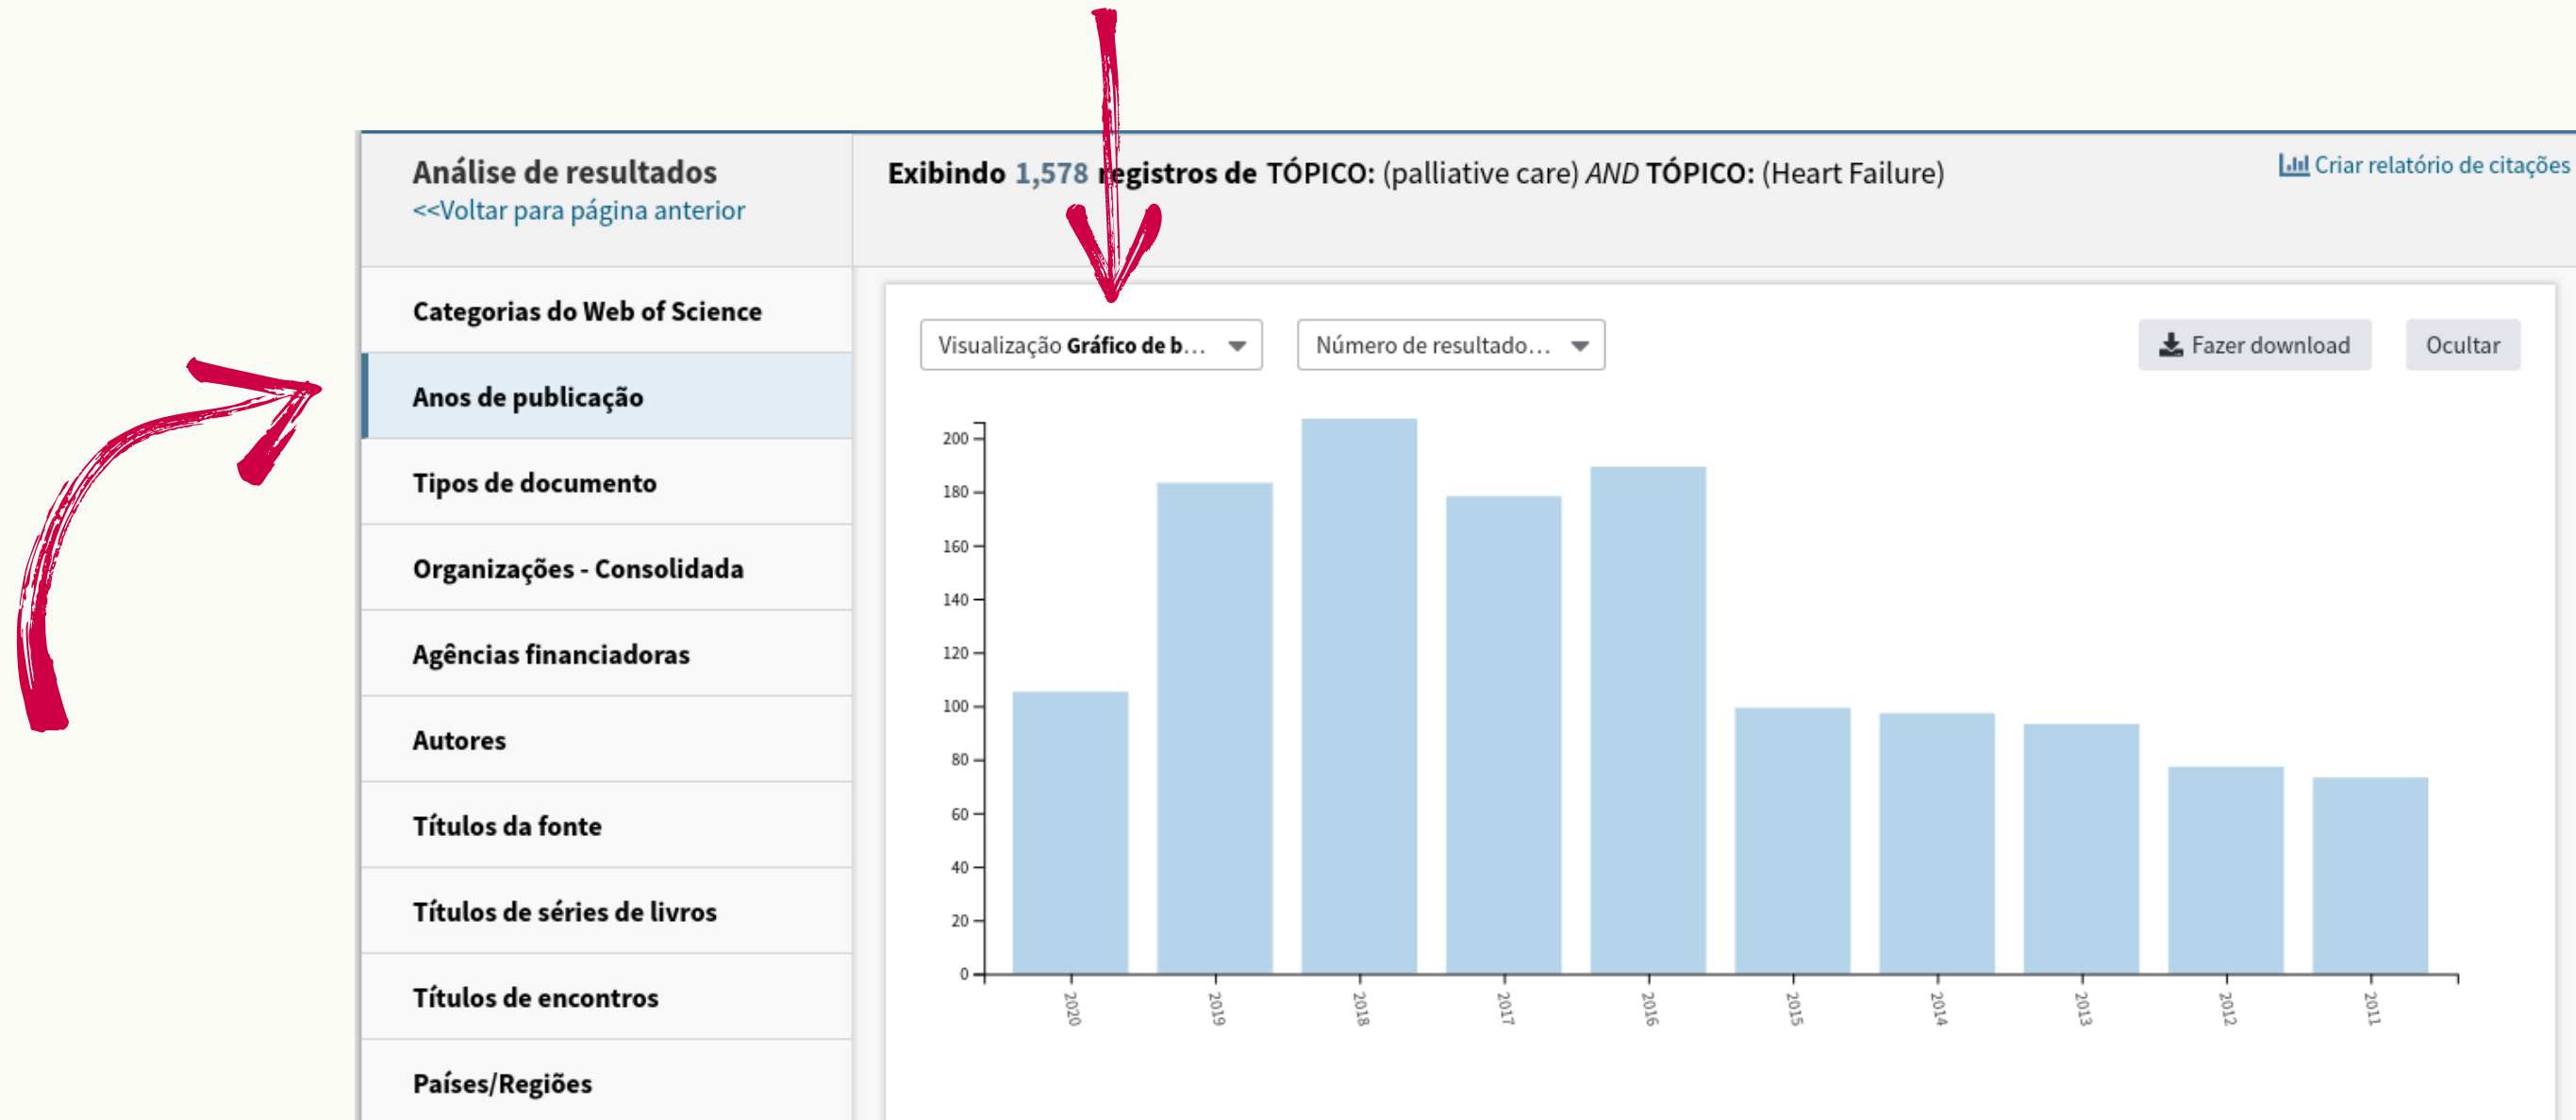 Análise de resultados
<<Voltar para página anterior
Exibindo 1,578 registros de TÓPICO: (palliative care) AND TÓPICO: (Heart Failure)
Criar relatório de citações
Categorias do Web of Science
Anos de publicação
Tipos de documento
Organizações - Consolidada
Agências financiadoras
Autores
Títulos da fonte
Títulos de séries de livros
Títulos de encontros
Países/Regiões
Visualização Gráfico de b...
Número de resultado...
Fazer download
Ocultar
200
180
160
140
120
100
80
60
40
20
0
2020
2019
2018
2017
2016
2015
2014
2013
2012
2011